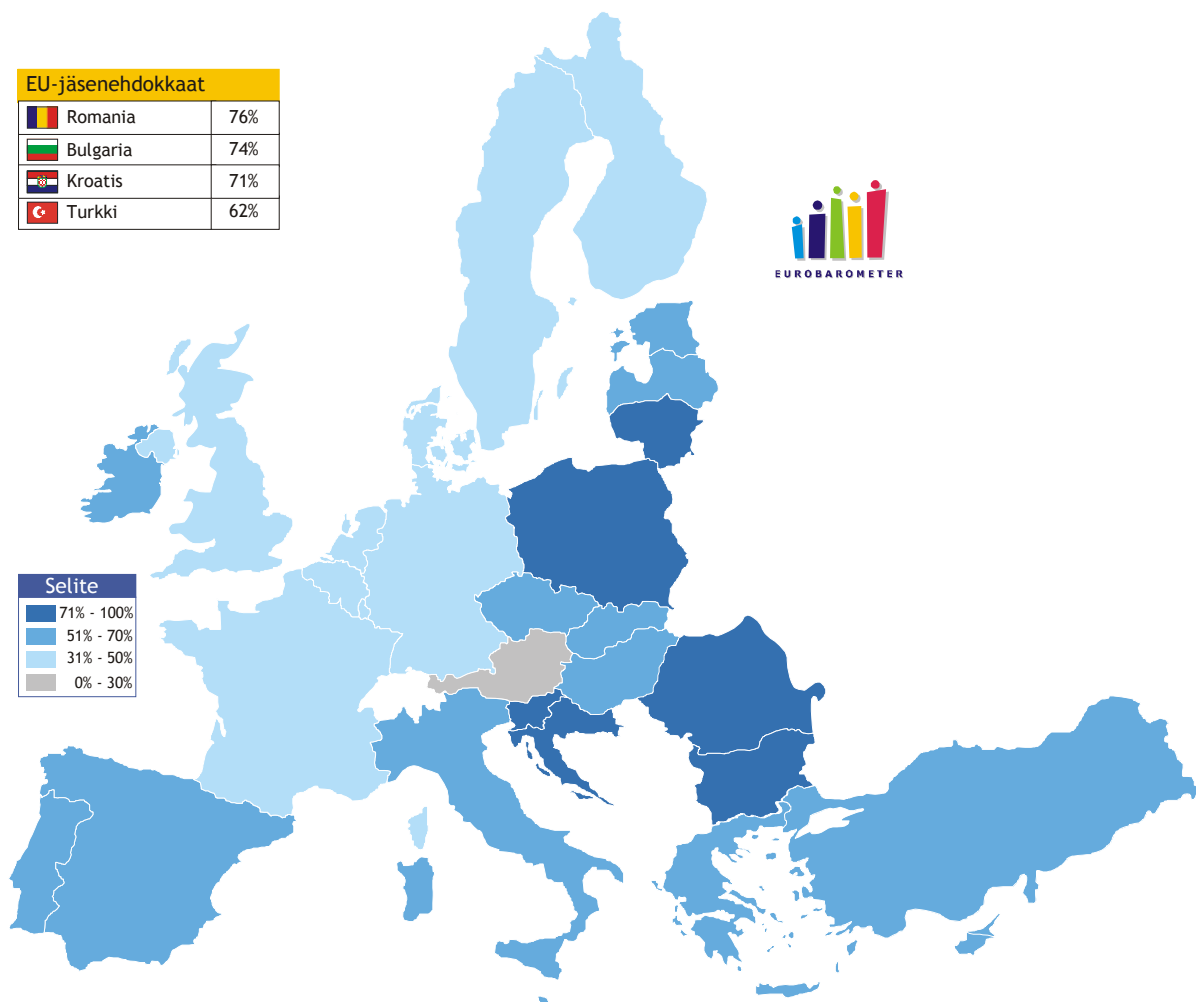 EU-jäsenehdokkaat
Romania 76%
Bulgaria 74%
Kroatis 71%
Turkki 62%
EUROBAROMETER
Selite
71% - 100%
51% - 70%
31% - 50%
0% - 30%